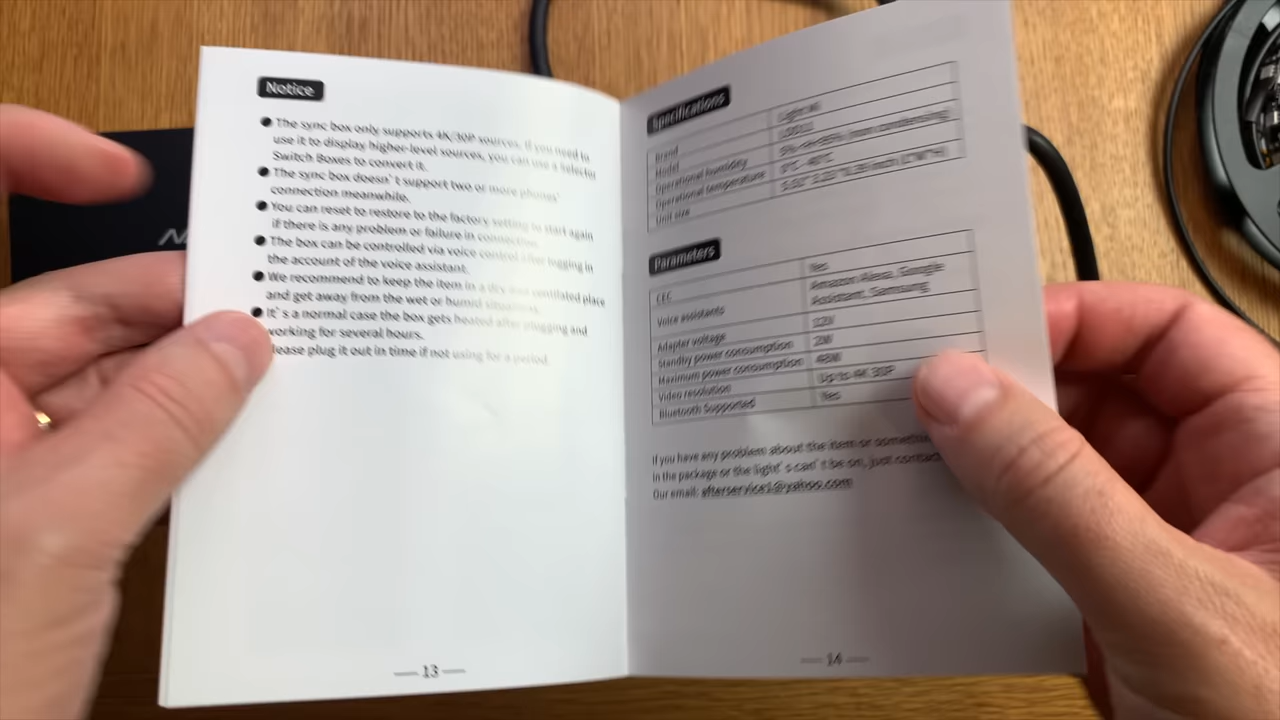 Notice
● The sync box only supports 4K/30P sources, if you need to
use it to display higher-level sources, you can use a Selector
Switch Boxes to convert it.
● The sync box doesn't support two or more phones'
connection meanwhile.
● You can reset to restore to the factory setting to start again
if there is any problem or failure in connection.
● The box can be controlled via voice control after logging in
the account of the voice assistant.
● We recommend to keep the item in a dry and ventilated place
and get away from the wet or humid situations.
● It's a normal case the box gets heated after plugging and
working for several hours.
lease plug it out in time if not using for a period.
— 13 —
Specifications
Brand
Model
Operational humidity 5%~95% (non condensing)
Operational temperature 0°C
Unit size
Parameters
CEC Yes
Voice assistants Amazon Alexa, Google
Assistant, Samsung
Adapter voltage 12V
Standby power consumption 2W
Maximum power consumption 48W
Video resolution Up to 4K 30P
Bluetooth Supported Yes
If you have any problem about the item or
in the package or the light's can't be on, just
Our email: afterservice1@yahoo.com
— 14 —